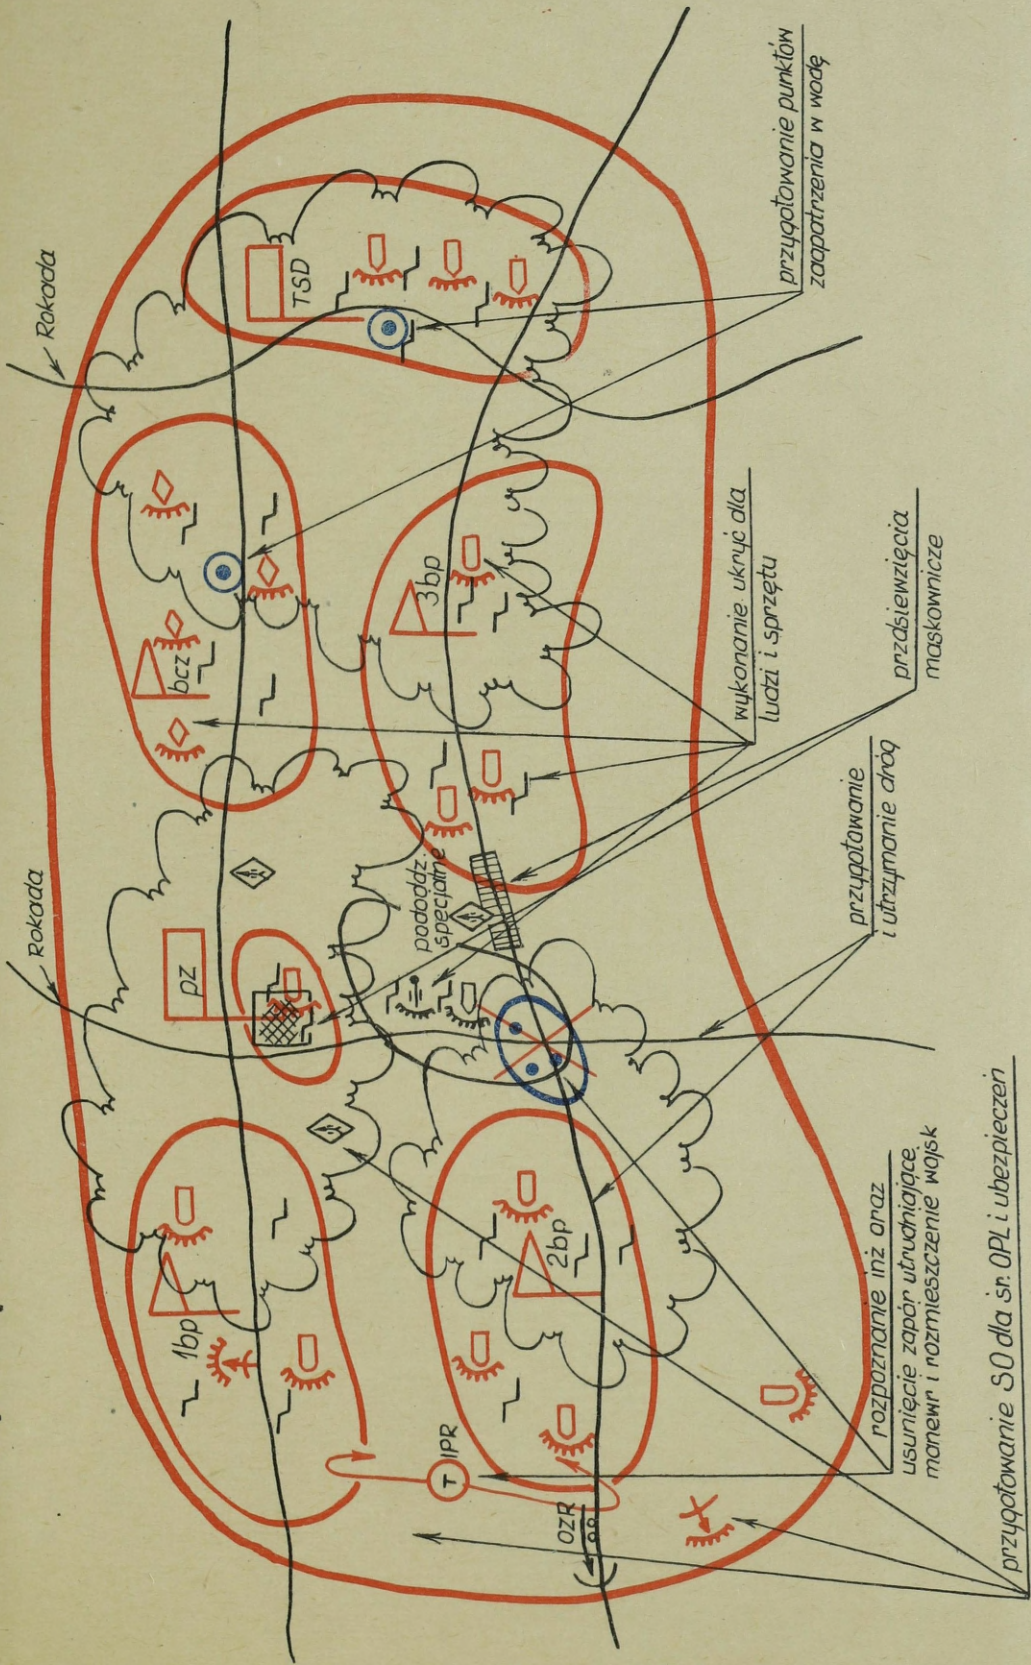 Rokada
Rokada
TSD
bcz
3bp
pz
pododdz.
specjalne
1bp
2bp
T
IPR
OZR
przygotowanie punktów
zaopatrzenia w wodę
wykonanie ukryć dla
ludzi i sprzętu
przdsiewzięcia
maskownicze
przygotowanie
i utrzymanie dróg
rozpoznanie inż oraz
usunięcie zapór utrudniające
manewr i rozmieszczenie wojsk
przygotowanie SO dla śr. OPL i ubezpieczeń